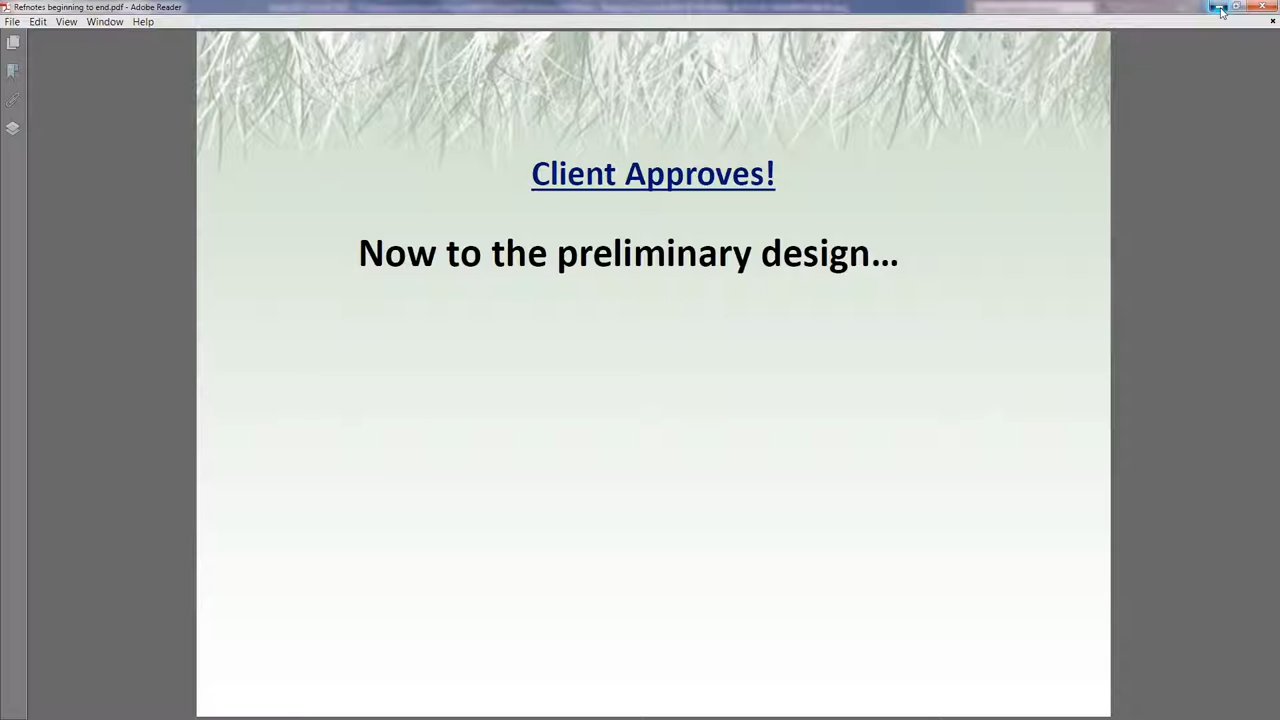 Refnotes beginning to end.pdf - Adobe Reader
File Edit View Window Help
Client Approves!
Now to the preliminary design...